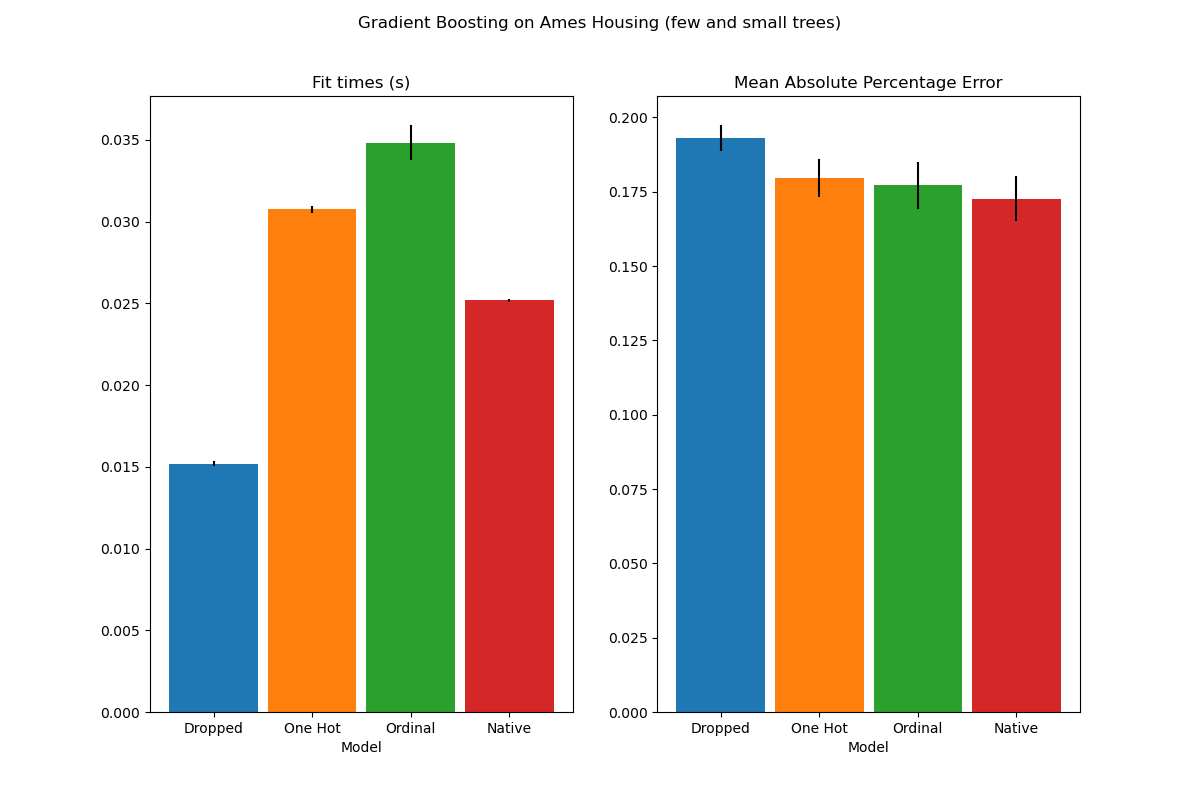 Gradient Boosting on Ames Housing (few and small trees)
Fit times (s)
0.035
0.030
0.025
0.020
0.015
0.010
0.005
0.000
Dropped One Hot Ordinal Native
Model
Mean Absolute Percentage Error
0.200
0.175
0.150
0.125
0.100
0.075
0.050
0.025
0.000
Dropped One Hot Ordinal Native
Model